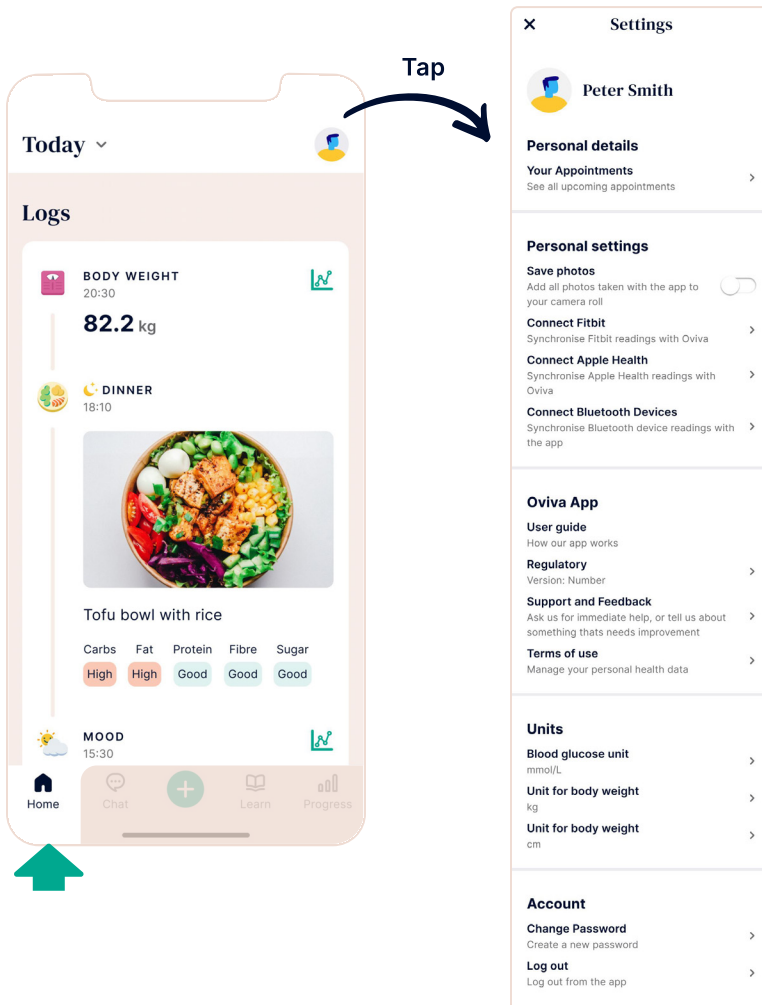 Tap
Today
Logs
BODY WEIGHT
20:30
82.2 kg
DINNER
18:10
Tofu bowl with rice
Carbs Fat Protein Fibre Sugar
High High Good Good Good
MOOD
15:30
Home Chat Learn Progress
Settings
Peter Smith
Personal details
Your Appointments
See all upcoming appointments
Personal settings
Save photos
Add all photos taken with the app to
your camera roll
Connect Fitbit
Synchronise Fitbit readings with Oviva
Connect Apple Health
Synchronise Apple Health readings with
Oviva
Connect Bluetooth Devices
Synchronise Bluetooth device readings with
the app
Oviva App
User guide
How our app works
Regulatory
Version: Number
Support and Feedback
Ask us for immediate help, or tell us about
something thats needs improvement
Terms of use
Manage your personal health data
Units
Blood glucose unit
mmol/L
Unit for body weight
kg
Unit for body weight
cm
Account
Change Password
Create a new password
Log out
Log out from the app